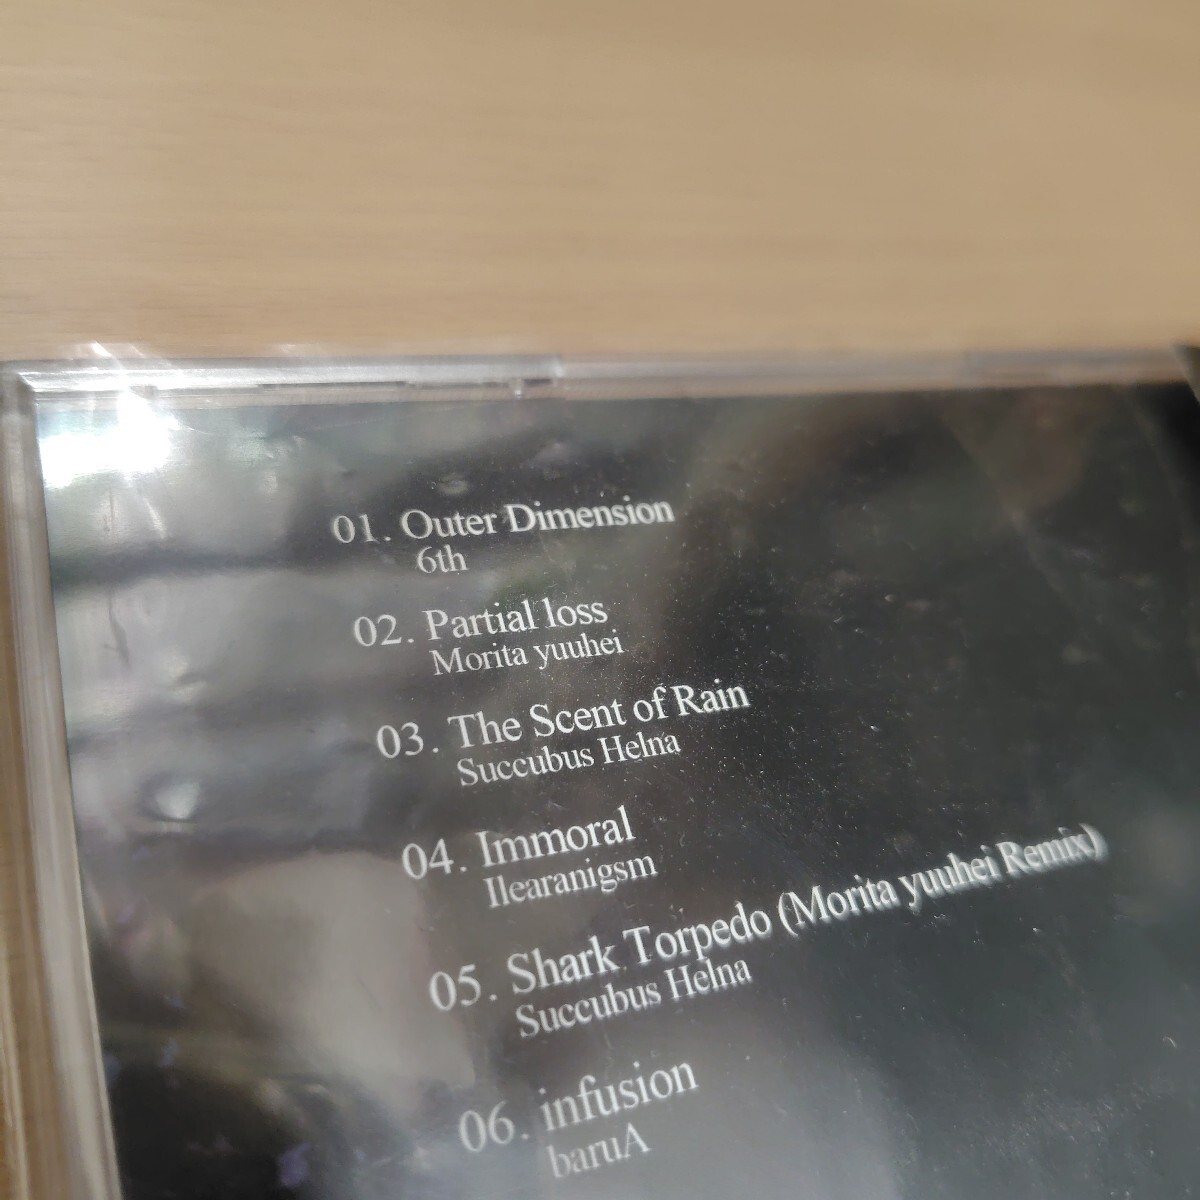 01. Outer Dimension
6th
02. Partial loss
Morita yuuhei
03. The Scent of Rain
Succubus Helna
04. Immoral
Ilearanigsm
05. Shark Torpedo (Morita yuuhei Remix)
Succubus Helna
06. infusion
baruA